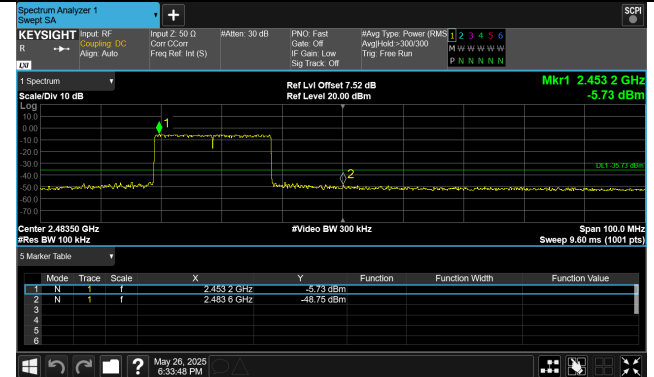 Spectrum Analyzer 1
Swept SA
+
SCPI
KEYSIGHT Input: RF Input Z: 50 Ω #Atten: 30 dB PNO: Fast #Avg Type: Power (RMS 1 2 3 4 5 6
R Coupling: DC Corr CCorr Gate: Off Avg|Hold:>300/300 M W W W W W
Align: Auto Freq Ref: Int (S) IF Gain: Low Trig: Free Run P N N N N N
LXI Sig Track: Off
1 Spectrum Ref Lvl Offset 7.52 dB Mkr1 2.453 2 GHz
Scale/Div 10 dB Ref Level 20.00 dBm -5.73 dBm
Log
10.0
0.00
-10.0
-20.0
-30.0
-40.0
-50.0
-60.0
-70.0
1
DL1 -35.73 dBm
2
Center 2.48350 GHz #Video BW 300 kHz Span 100.0 MHz
#Res BW 100 kHz Sweep 9.60 ms (1001 pts)
5 Marker Table
Mode Trace Scale X Y Function Function Width Function Value
1 N 1 f 2.453 2 GHz -5.73 dBm
2 N 1 f 2.483 6 GHz -48.75 dBm
3
4
5
6
? May 26, 2025
6:33:48 PM